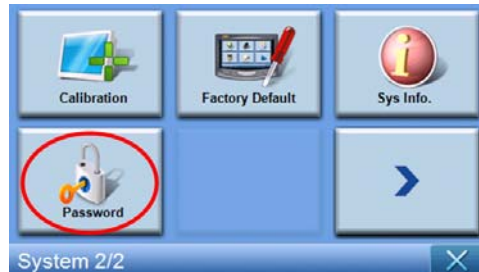 Calibration
Factory Default
Sys Info.
Password
System 2/2